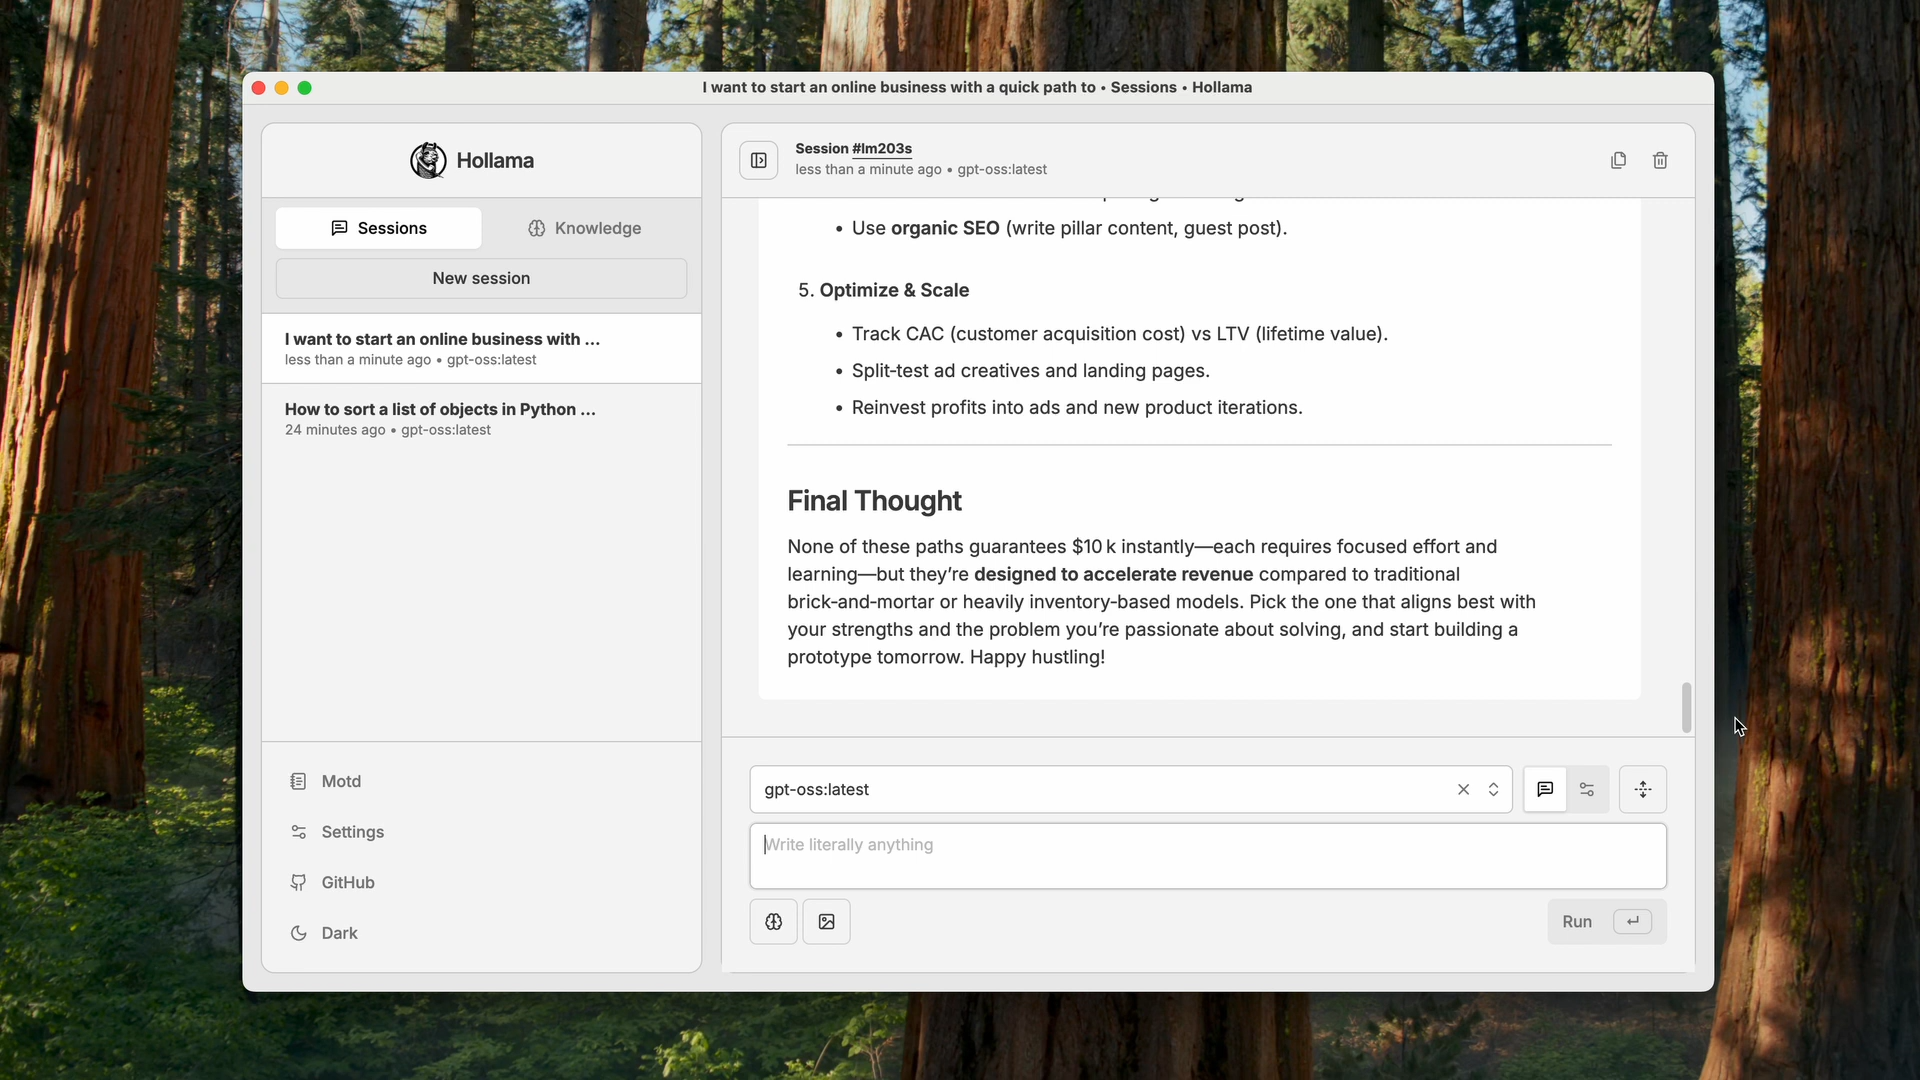 I want to start an online business with a quick path to • Sessions • Hollama
Hollama
Sessions
Knowledge
New session
I want to start an online business with ...
less than a minute ago • gpt-oss:latest
How to sort a list of objects in Python ...
24 minutes ago • gpt-oss:latest
Motd
Settings
GitHub
Dark
Session #lm203s
less than a minute ago • gpt-oss:latest
• Use organic SEO (write pillar content, guest post).
5. Optimize & Scale
• Track CAC (customer acquisition cost) vs LTV (lifetime value).
• Split‑test ad creatives and landing pages.
• Reinvest profits into ads and new product iterations.
Final Thought
None of these paths guarantees $10 k instantly—each requires focused effort and
learning—but they’re designed to accelerate revenue compared to traditional
brick‑and‑mortar or heavily inventory‑based models. Pick the one that aligns best with
your strengths and the problem you’re passionate about solving, and start building a
prototype tomorrow. Happy hustling!
gpt-oss:latest
Write literally anything
Run